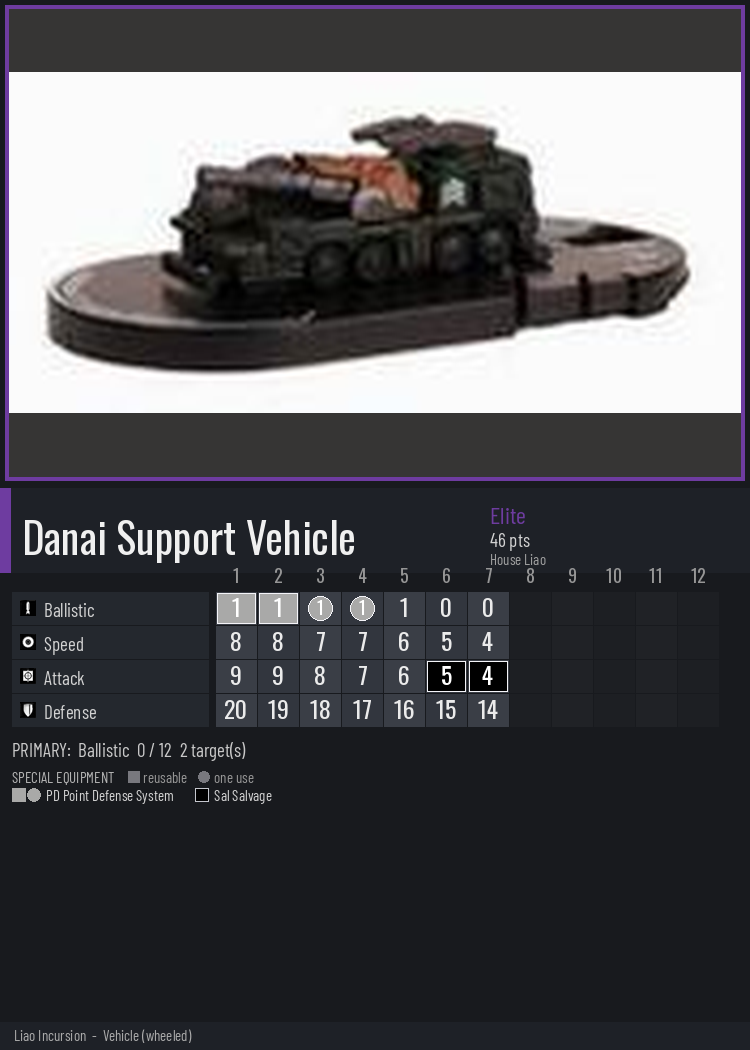 Danai Support Vehicle
Elite
46 pts
House Liao
1 2 3 4 5 6 7 8 9 10 11 12
Ballistic 1 1 1 1 1 0 0
Speed 8 8 7 7 6 5 4
Attack 9 9 8 7 6 5 4
Defense 20 19 18 17 16 15 14
PRIMARY: Ballistic 0 / 12 2 target(s)
SPECIAL EQUIPMENT reusable one use
PD Point Defense System Sal Salvage
Liao Incursion - Vehicle (wheeled)